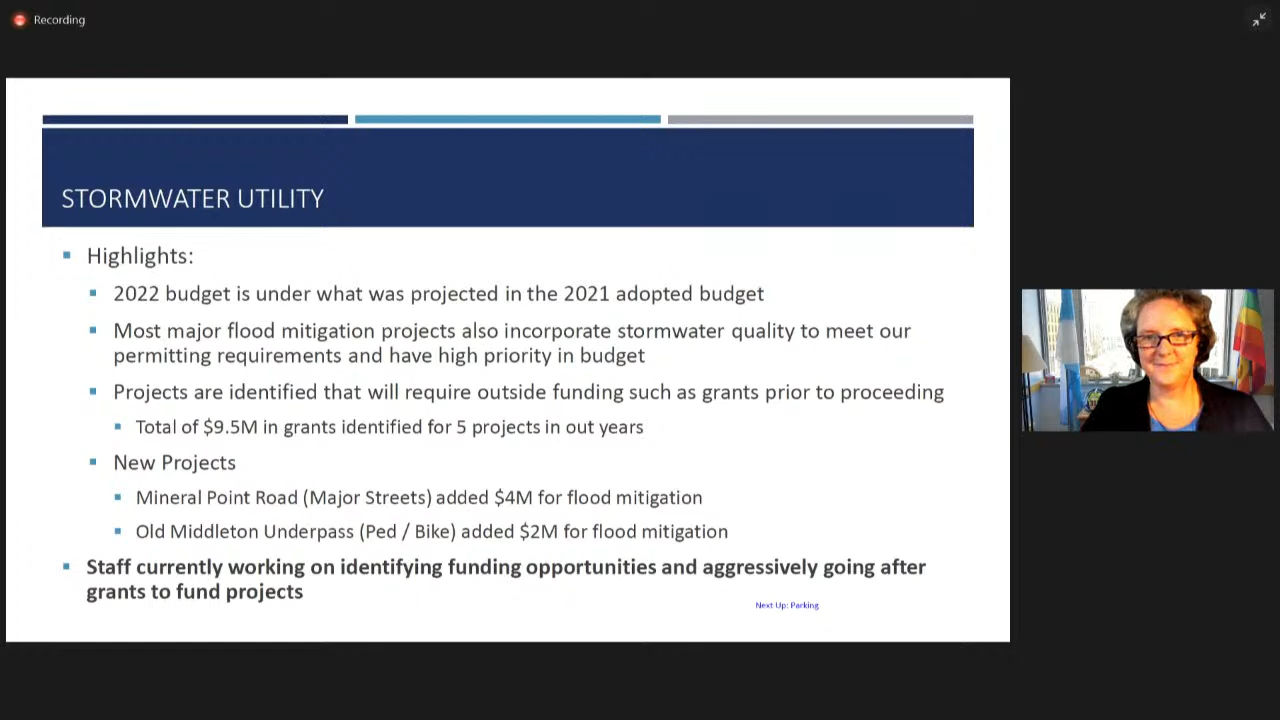 Recording
STORMWATER UTILITY
Highlights:
2022 budget is under what was projected in the 2021 adopted budget
Most major flood mitigation projects also incorporate stormwater quality to meet our
permitting requirements and have high priority in budget
Projects are identified that will require outside funding such as grants prior to proceeding
Total of $9.5M in grants identified for 5 projects in out years
New Projects
Mineral Point Road (Major Streets) added $4M for flood mitigation
Old Middleton Underpass (Ped / Bike) added $2M for flood mitigation
Staff currently working on identifying funding opportunities and aggressively going after
grants to fund projects
Next Up: Parking